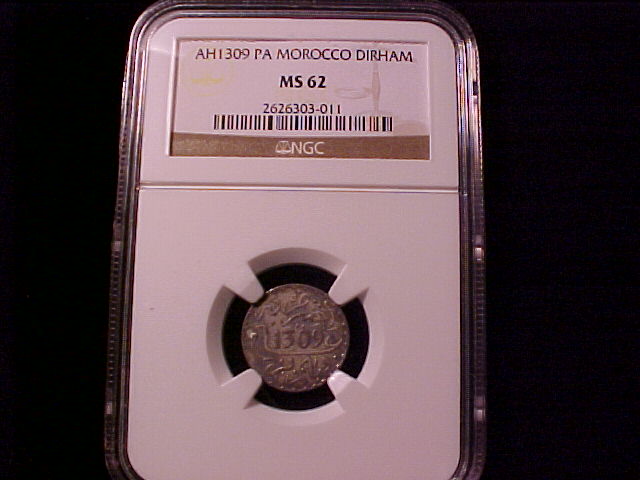 AH1309 PA MOROCCO DIRHAM
MS 62
2626303-011
NGC
1309